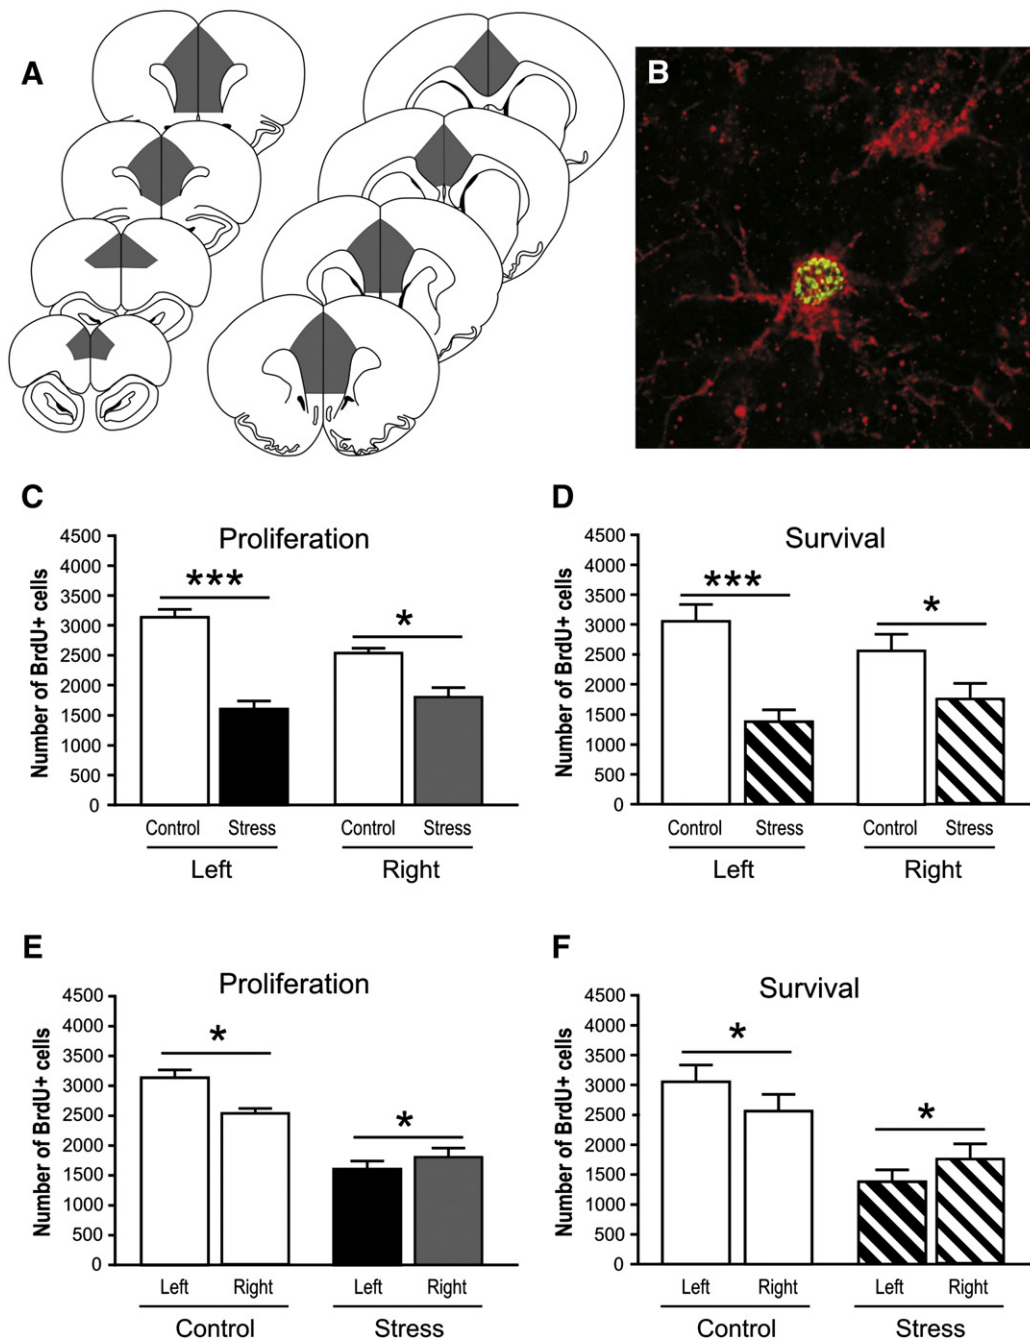 A
B
C
Proliferation
Number of BrdU+ cells
4500
4000
3500
3000
2500
2000
1500
1000
500
0
***
*
Control Stress Control Stress
Left Right
D
Survival
Number of BrdU+ cells
4500
4000
3500
3000
2500
2000
1500
1000
500
0
***
*
Control Stress Control Stress
Left Right
E
Proliferation
Number of BrdU+ cells
4500
4000
3500
3000
2500
2000
1500
1000
500
0
*
*
Left Right Left Right
Control Stress
F
Survival
Number of BrdU+ cells
4500
4000
3500
3000
2500
2000
1500
1000
500
0
*
*
Left Right Left Right
Control Stress